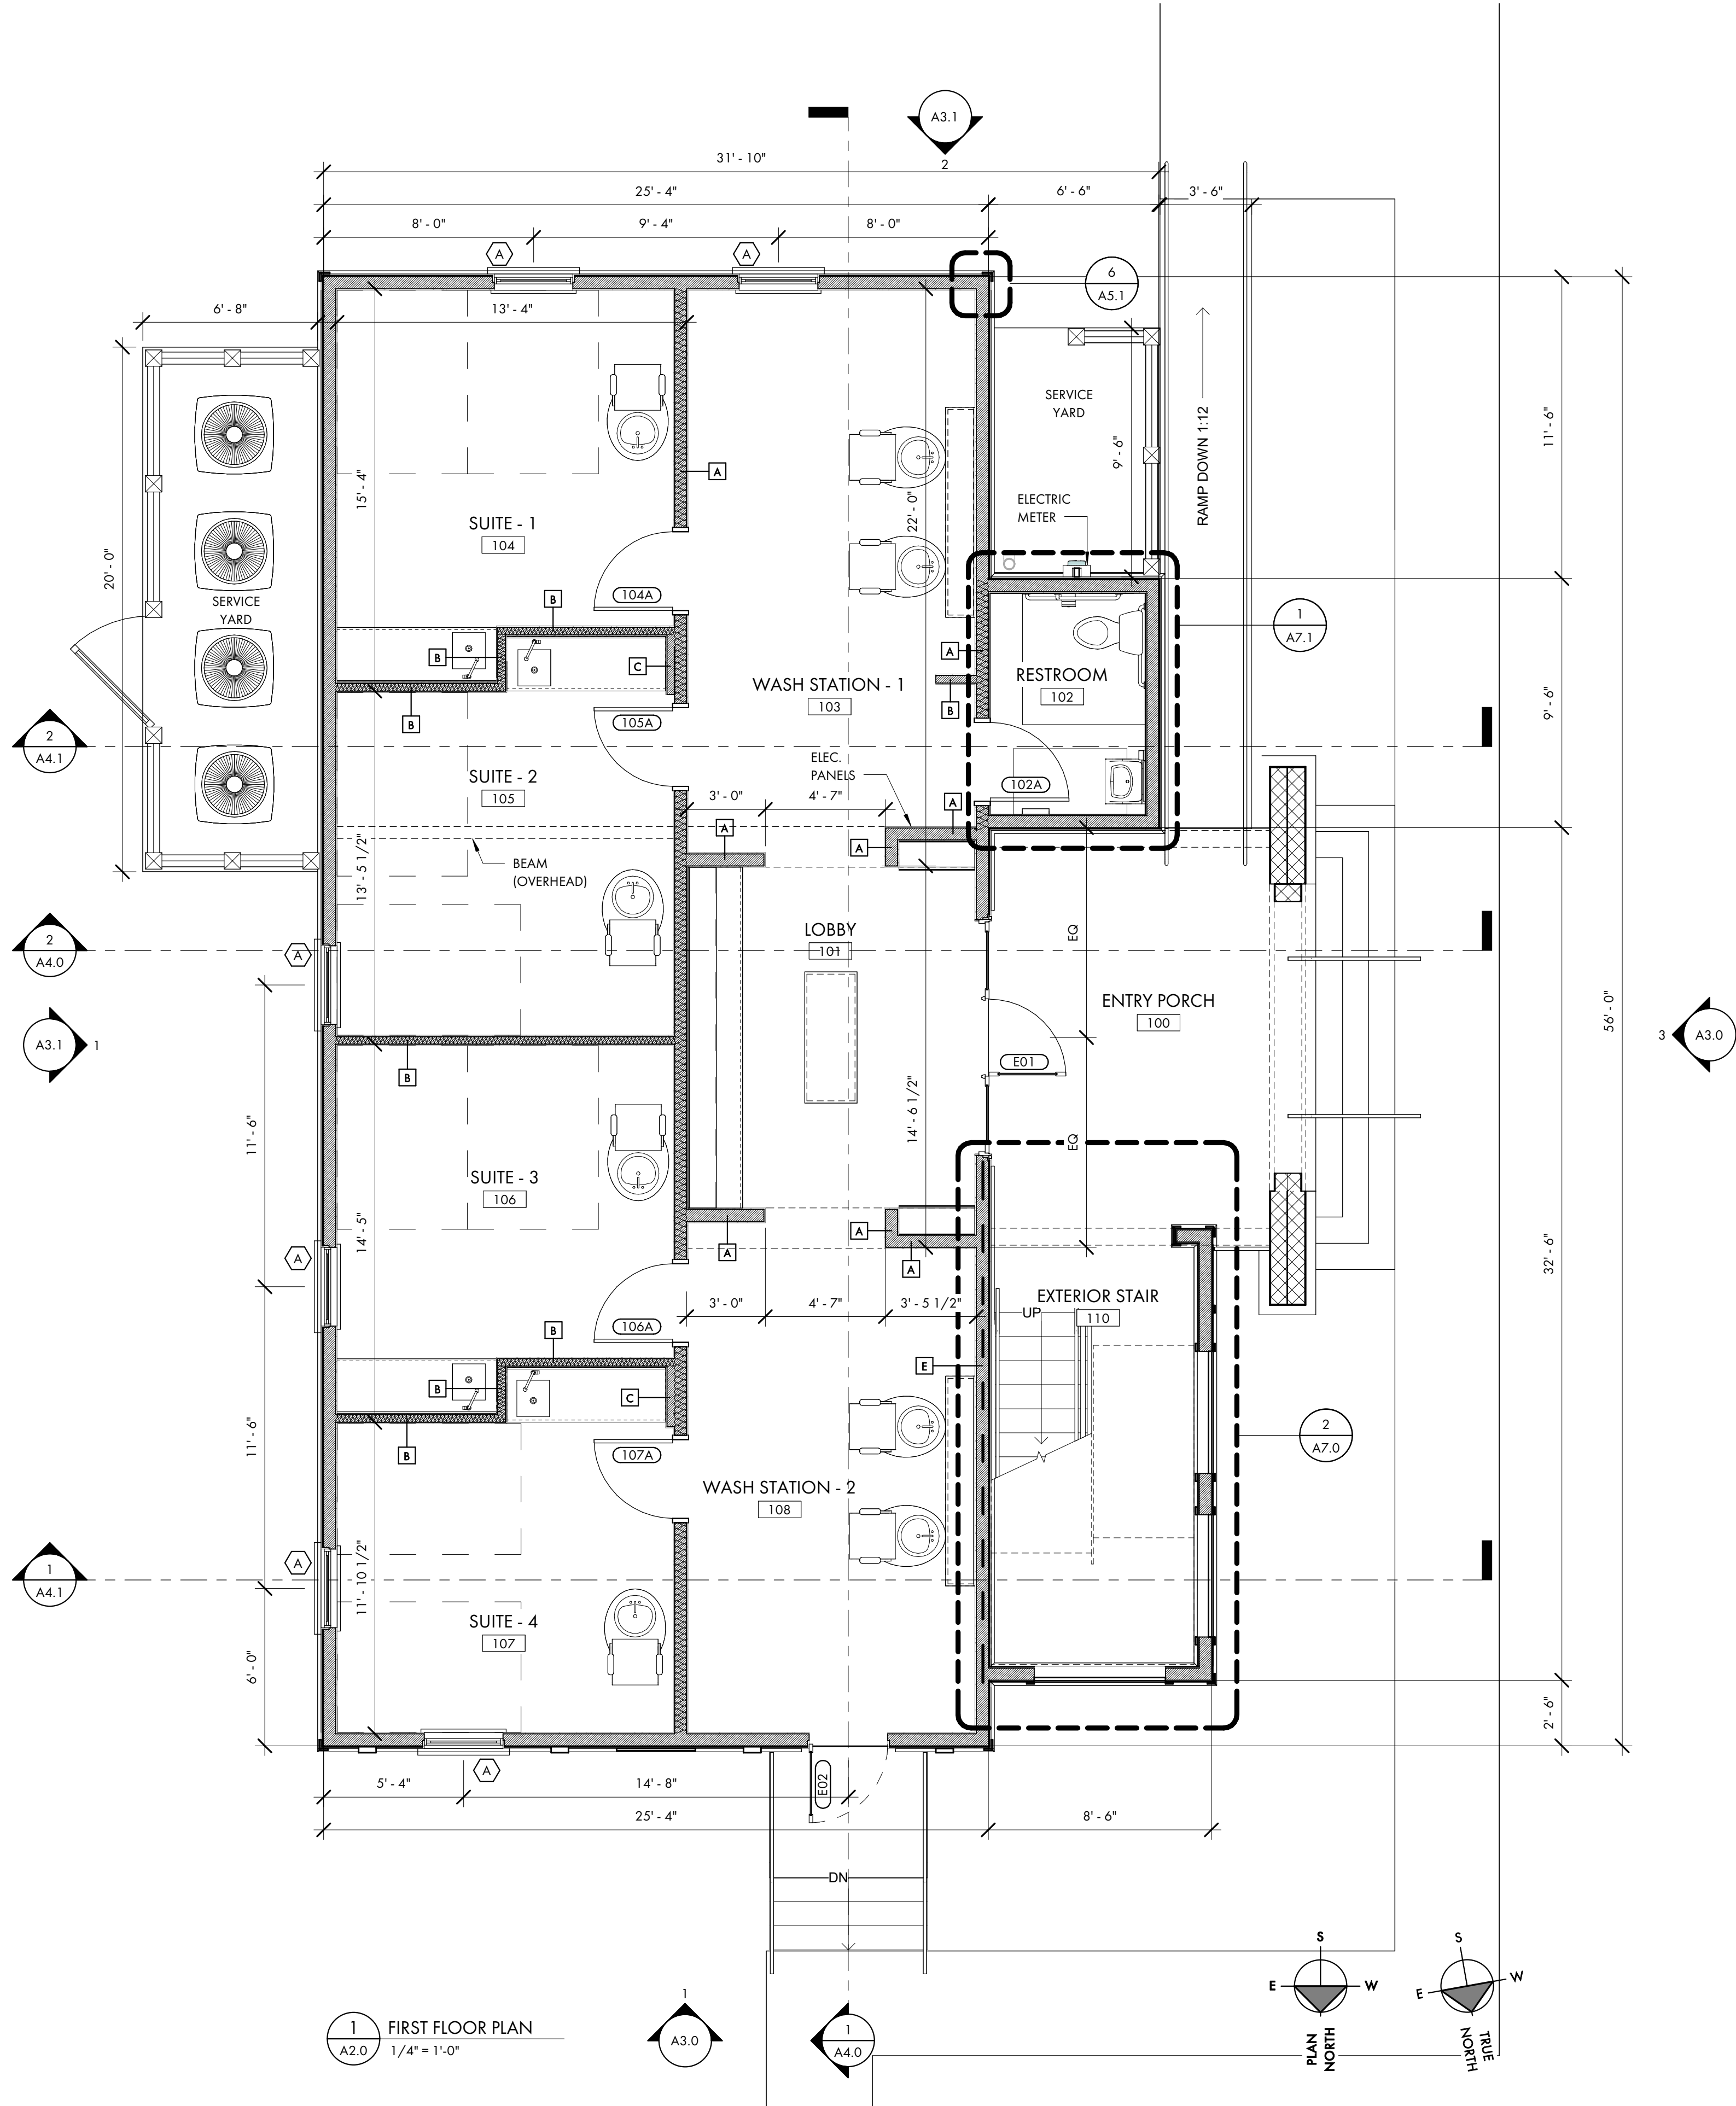 A3.1
2
31' - 10"
25' - 4"
6' - 6"
3' - 6"
8' - 0"
9' - 4"
8' - 0"
A
A
6
A5.1
6' - 8"
13' - 4"
SERVICE
YARD
11' - 6"
RAMP DOWN 1:12
9' - 6"
A
15' - 4"
22' - 0"
ELECTRIC
METER
SUITE - 1
104
20' - 0"
SERVICE
YARD
B
104A
1
A7.1
B
C
A
RESTROOM
102
WASH STATION - 1
103
B
B
105A
9' - 6"
2
A4.1
SUITE - 2
105
ELEC.
PANELS
102A
3' - 0"
4' - 7"
A
A
A
BEAM
(OVERHEAD)
13' - 5 1/2"
LOBBY
101
EQ
2
A4.0
A
ENTRY PORCH
100
56' - 0"
A3.1
1
3
A3.0
E01
B
14' - 6 1/2"
11' - 6"
EQ
SUITE - 3
106
14' - 5"
A
A
A
A
32' - 6"
EXTERIOR STAIR
110
UP
3' - 0"
4' - 7"
3' - 5 1/2"
B
106A
E
B
C
11' - 6"
2
A7.0
B
107A
WASH STATION - 2
108
A
1
A4.1
11' - 10 1/2"
SUITE - 4
107
6' - 0"
2' - 6"
A
5' - 4"
14' - 8"
E02
25' - 4"
8' - 6"
DN
S
E
W
PLAN
NORTH
S
E
W
TRUE
NORTH
1
A2.0
FIRST FLOOR PLAN
1/4" = 1'-0"
1
A3.0
1
A4.0